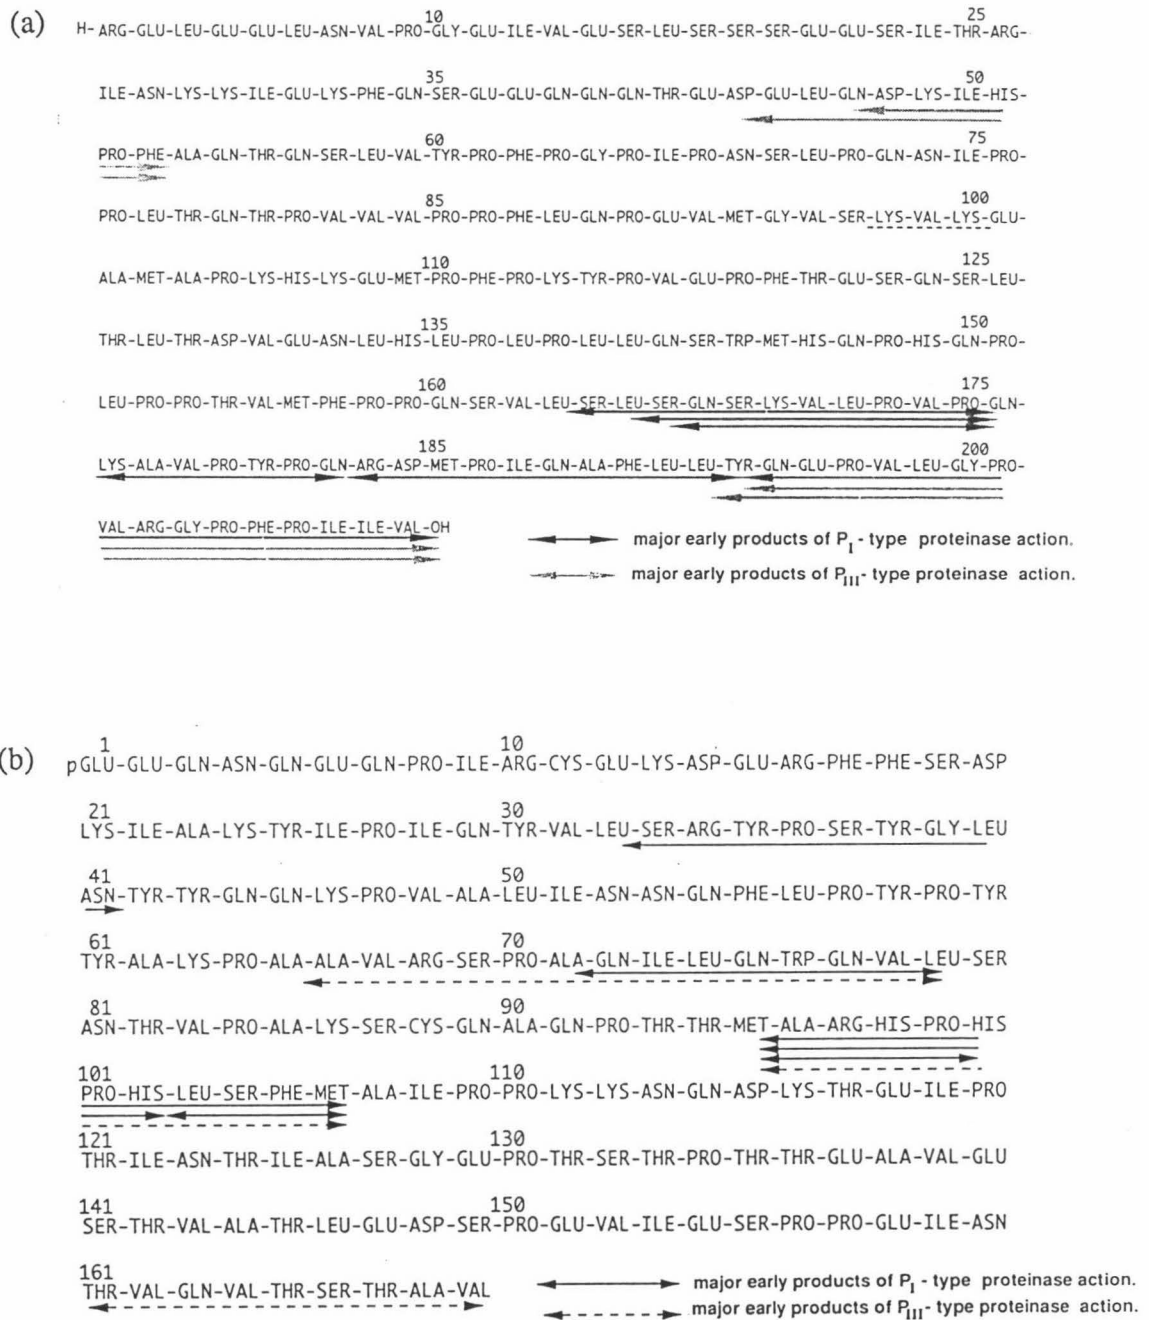 (a)
10 25
H- ARG-GLU-LEU-GLU-GLU-LEU-ASN-VAL-PRO-GLY-GLU-ILE-VAL-GLU-SER-LEU-SER-SER-SER-GLU-GLU-SER-ILE-THR-ARG-
35 50
ILE-ASN-LYS-LYS-ILE-GLU-LYS-PHE-GLN-SER-GLU-GLU-GLN-GLN-GLN-THR-GLU-ASP-GLU-LEU-GLN-ASP-LYS-ILE-HIS-
60 75
PRO-PHE-ALA-GLN-THR-GLN-SER-LEU-VAL-TYR-PRO-PHE-PRO-GLY-PRO-ILE-PRO-ASN-SER-LEU-PRO-GLN-ASN-ILE-PRO-
85 100
PRO-LEU-THR-GLN-THR-PRO-VAL-VAL-VAL-PRO-PRO-PHE-LEU-GLN-PRO-GLU-VAL-MET-GLY-VAL-SER-LYS-VAL-LYS-GLU-
110 125
ALA-MET-ALA-PRO-LYS-HIS-LYS-GLU-MET-PRO-PHE-PRO-LYS-TYR-PRO-VAL-GLU-PRO-PHE-THR-GLU-SER-GLN-SER-LEU-
135 150
THR-LEU-THR-ASP-VAL-GLU-ASN-LEU-HIS-LEU-PRO-LEU-PRO-LEU-LEU-GLN-SER-TRP-MET-HIS-GLN-PRO-HIS-GLN-PRO-
160 175
LEU-PRO-PRO-THR-VAL-MET-PHE-PRO-PRO-GLN-SER-VAL-LEU-SER-LEU-SER-GLN-SER-LYS-VAL-LEU-PRO-VAL-PRO-GLN-
185 200
LYS-ALA-VAL-PRO-TYR-PRO-GLN-ARG-ASP-MET-PRO-ILE-GLN-ALA-PHE-LEU-LEU-TYR-GLN-GLU-PRO-VAL-LEU-GLY-PRO-
VAL-ARG-GLY-PRO-PHE-PRO-ILE-ILE-VAL-OH
major early products of PI - type proteinase action.
major early products of PIII- type proteinase action.
(b)
1 10
pGLU-GLU-GLN-ASN-GLN-GLU-GLN-PRO-ILE-ARG-CYS-GLU-LYS-ASP-GLU-ARG-PHE-PHE-SER-ASP
21 30
LYS-ILE-ALA-LYS-TYR-ILE-PRO-ILE-GLN-TYR-VAL-LEU-SER-ARG-TYR-PRO-SER-TYR-GLY-LEU
41 50
ASN-TYR-TYR-GLN-GLN-LYS-PRO-VAL-ALA-LEU-ILE-ASN-ASN-GLN-PHE-LEU-PRO-TYR-PRO-TYR
61 70
TYR-ALA-LYS-PRO-ALA-ALA-VAL-ARG-SER-PRO-ALA-GLN-ILE-LEU-GLN-TRP-GLN-VAL-LEU-SER
81 90
ASN-THR-VAL-PRO-ALA-LYS-SER-CYS-GLN-ALA-GLN-PRO-THR-THR-MET-ALA-ARG-HIS-PRO-HIS
101 110
PRO-HIS-LEU-SER-PHE-MET-ALA-ILE-PRO-PRO-LYS-LYS-ASN-GLN-ASP-LYS-THR-GLU-ILE-PRO
121 130
THR-ILE-ASN-THR-ILE-ALA-SER-GLY-GLU-PRO-THR-SER-THR-PRO-THR-THR-GLU-ALA-VAL-GLU
141 150
SER-THR-VAL-ALA-THR-LEU-GLU-ASP-SER-PRO-GLU-VAL-ILE-GLU-SER-PRO-PRO-GLU-ILE-ASN
161
THR-VAL-GLN-VAL-THR-SER-THR-ALA-VAL
major early products of PI - type proteinase action.
major early products of PIII- type proteinase action.